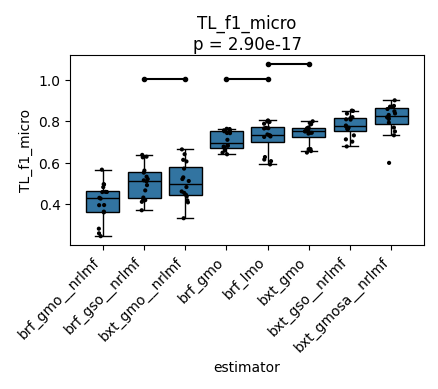 TL_f1_micro
p = 2.90e-17
TL_f1_micro
1.0
0.8
0.6
0.4
brf_gmo__nrlmf
brf_gso__nrlmf
bxt_gmo__nrlmf
brf_gmo
brf_lmo
bxt_gmo
bxt_gso__nrlmf
bxt_gmosa__nrlmf
estimator